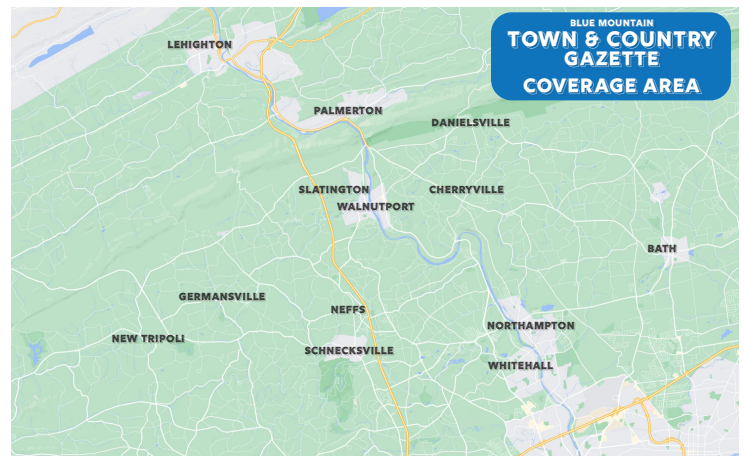 BLUE MOUNTAIN
TOWN & COUNTRY
GAZETTE
COVERAGE AREA
LEHIGHTON
PALMERTON
DANIELSVILLE
SLATINGTON
CHERRYVILLE
WALNUTPORT
BATH
GERMANSVILLE
NEFFS
NORTHAMPTON
NEW TRIPOLI
SCHNECKSVILLE
WHITEHALL